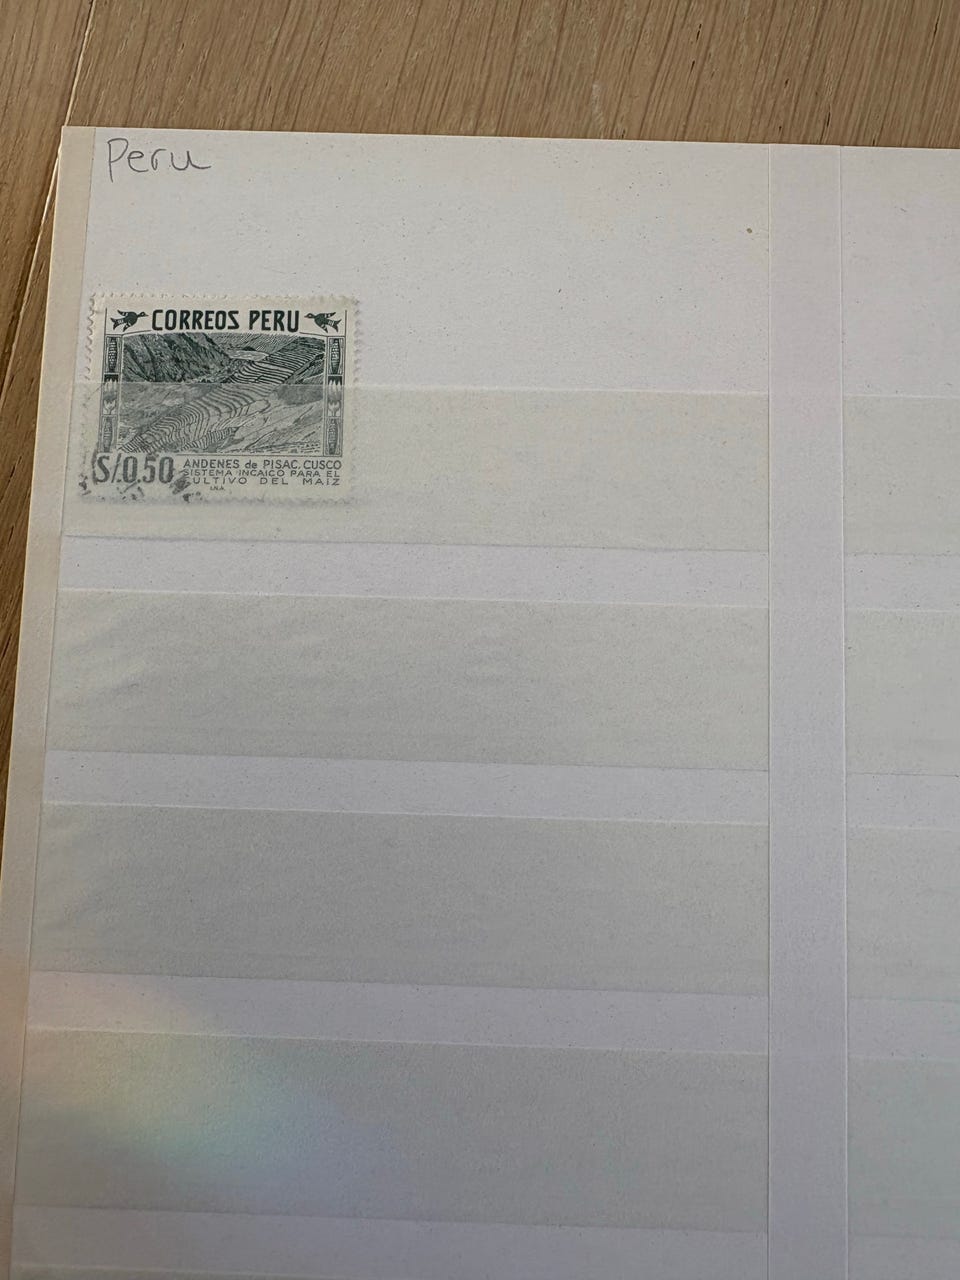 Peru
CORREOS PERU
S/.0.50
ANDENES de PISAC, CUSCO
SISTEMA INCAICO PARA EL
CULTIVO DEL MAIZ
I.N.A.